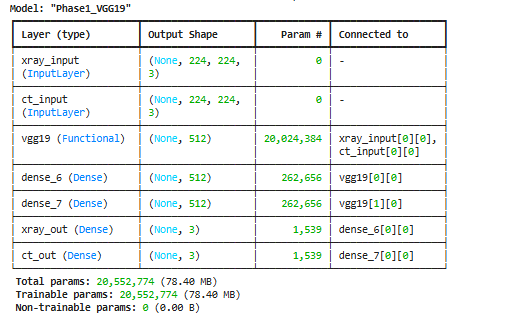 Model: "Phase1_VGG19"
Layer (type) Output Shape Param # Connected to
xray_input (None, 224, 224, 0 -
(InputLayer) 3)
ct_input (None, 224, 224, 0 -
(InputLayer) 3)
vgg19 (Functional) (None, 512) 20,024,384 xray_input[0][0],
ct_input[0][0]
dense_6 (Dense) (None, 512) 262,656 vgg19[0][0]
dense_7 (Dense) (None, 512) 262,656 vgg19[1][0]
xray_out (Dense) (None, 3) 1,539 dense_6[0][0]
ct_out (Dense) (None, 3) 1,539 dense_7[0][0]
Total params: 20,552,774 (78.40 MB)
Trainable params: 20,552,774 (78.40 MB)
Non-trainable params: 0 (0.00 B)